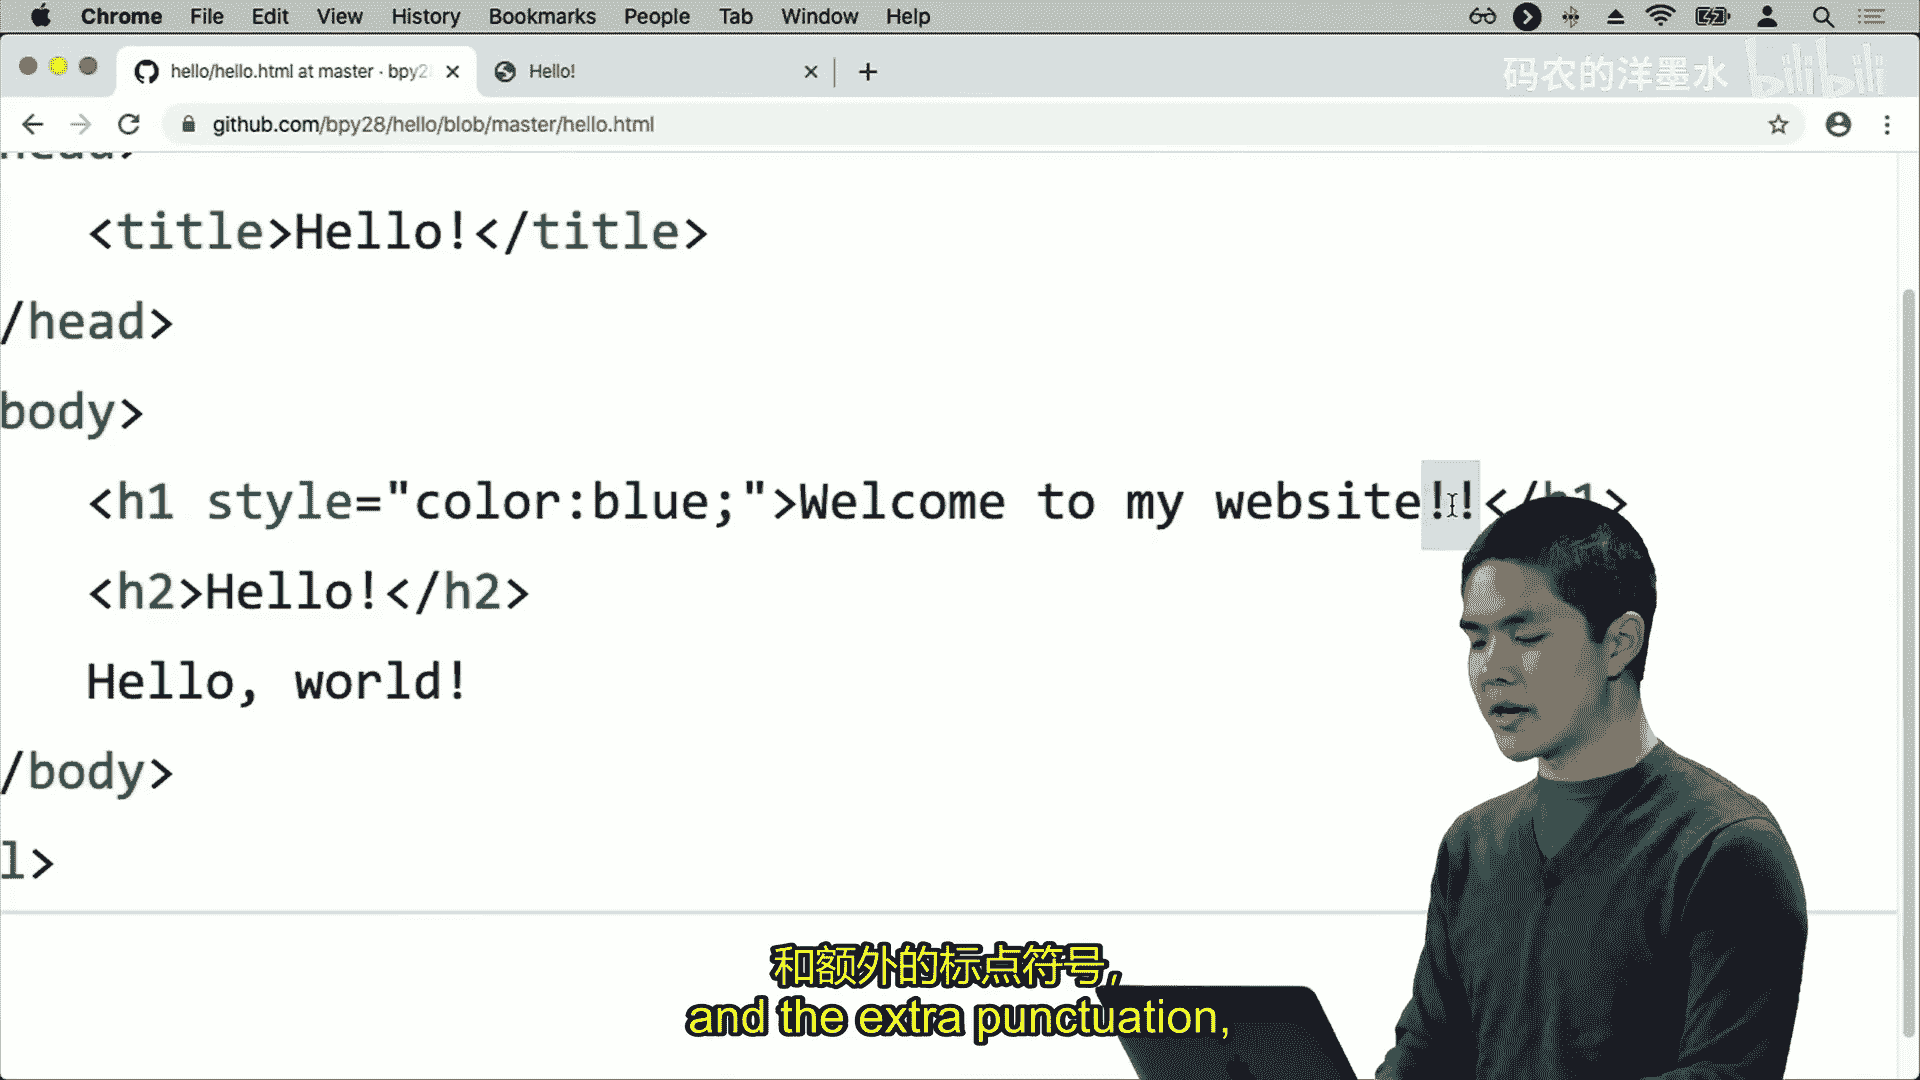 Chrome File Edit View History Bookmarks People Tab Window Help
hello/hello.html at master · bpy2
Hello!
码农的洋墨水 bilibili
github.com/bpy28/hello/blob/master/hello.html
head>
<title>Hello!</title>
/head>
body>
<h1 style="color:blue;">Welcome to my website!!</h1>
<h2>Hello!</h2>
Hello, world!
/body>
l>
和额外的标点符号,
and the extra punctuation,